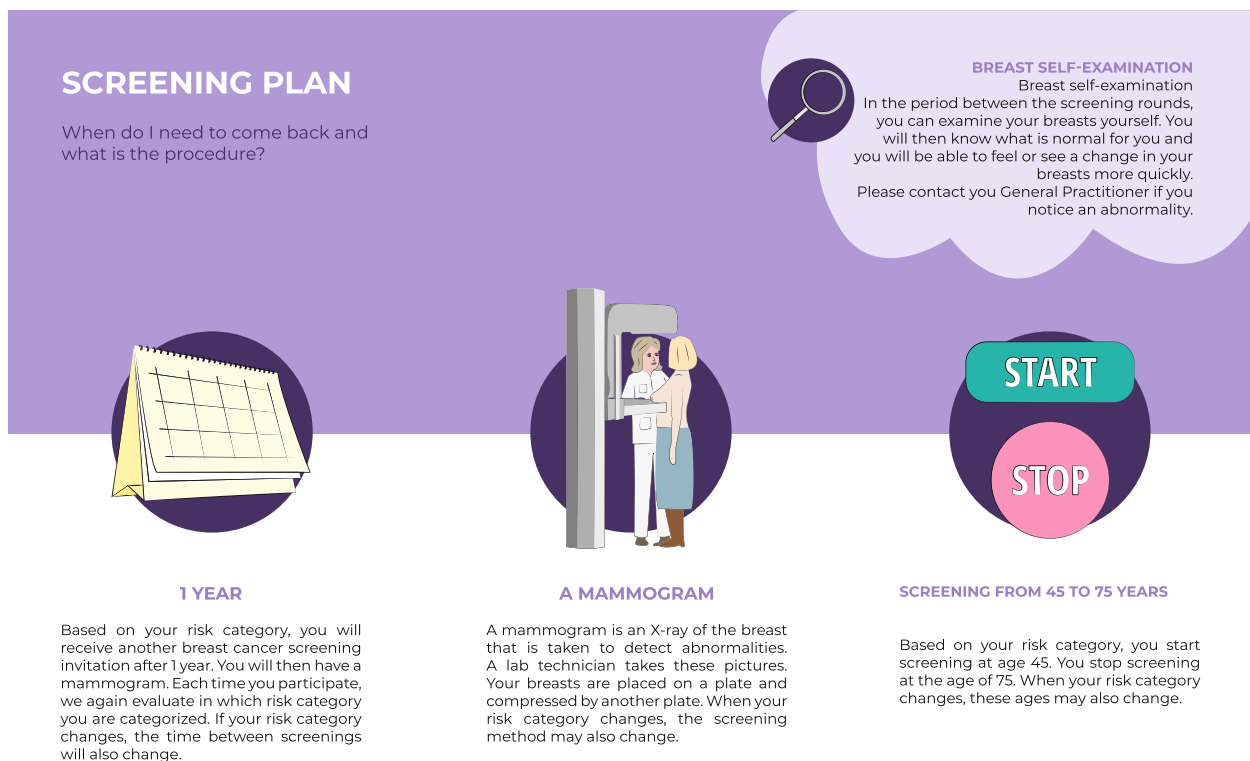 SCREENING PLAN
When do I need to come back and
what is the procedure?
BREAST SELF-EXAMINATION
Breast self-examination
In the period between the screening rounds,
you can examine your breasts yourself. You
will then know what is normal for you and
you will be able to feel or see a change in your
breasts more quickly.
Please contact you General Practitioner if you
notice an abnormality.
START
STOP
1 YEAR
Based on your risk category, you will
receive another breast cancer screening
invitation after 1 year. You will then have a
mammogram. Each time you participate,
we again evaluate in which risk category
you are categorized. If your risk category
changes, the time between screenings
will also change.
A MAMMOGRAM
A mammogram is an X-ray of the breast
that is taken to detect abnormalities.
A lab technician takes these pictures.
Your breasts are placed on a plate and
compressed by another plate. When your
risk category changes, the screening
method may also change.
SCREENING FROM 45 TO 75 YEARS
Based on your risk category, you start
screening at age 45. You stop screening
at the age of 75. When your risk category
changes, these ages may also change.